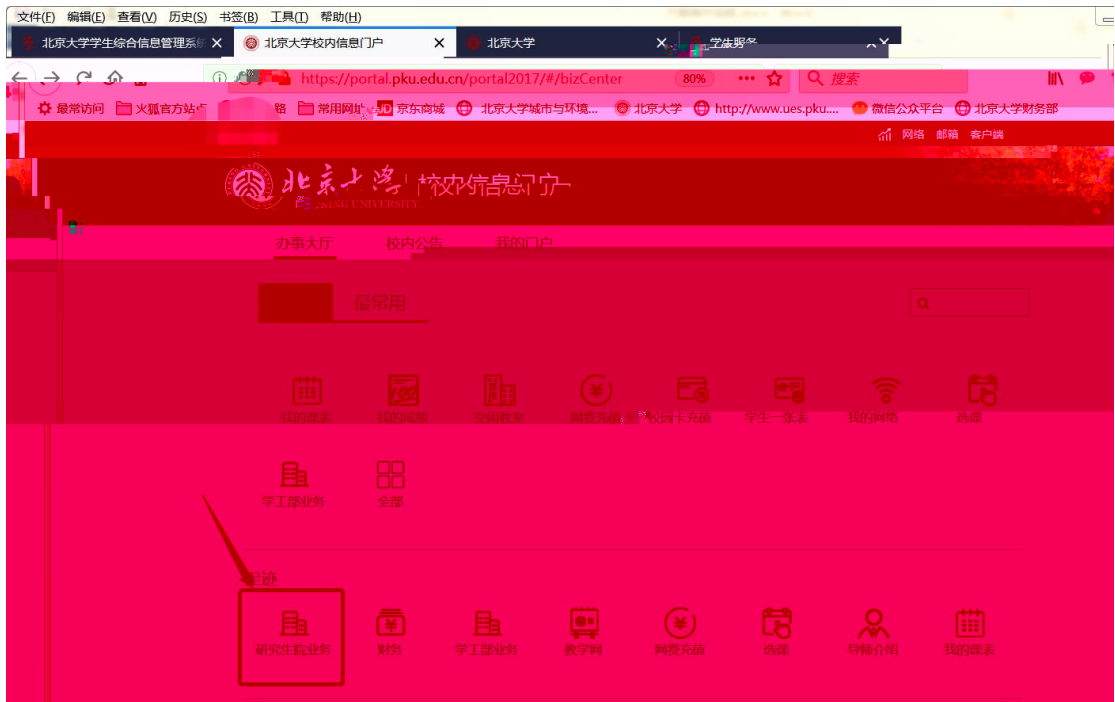 文件(F) 编辑(E) 查看(V) 历史(S) 书签(B) 工具(T) 帮助(H)
北京大学学生综合信息管理系统 北京大学校内信息门户 北京大学
https://portal.pku.edu.cn/portal2017/#/bizCenter 80% 搜索
最常访问 火狐官方站点 常用网址 JD 京东商城 北京大学城市与环境... 北京大学 http://www.ues.pku.... 微信公众平台 北京大学财务部
网络 邮箱 客户端
北京大学 校内信息门户
PEKING UNIVERSITY
办事大厅 校内公告 我的门户
最常用
我的课表 我的成绩 空闲教室 网费充值 校园卡充值 学生一张表 我的网络 选课
学工部业务 全部
足迹
研究生院业务 财务 学工部业务 教学网 网费充值 选课 导师介绍 我的课表